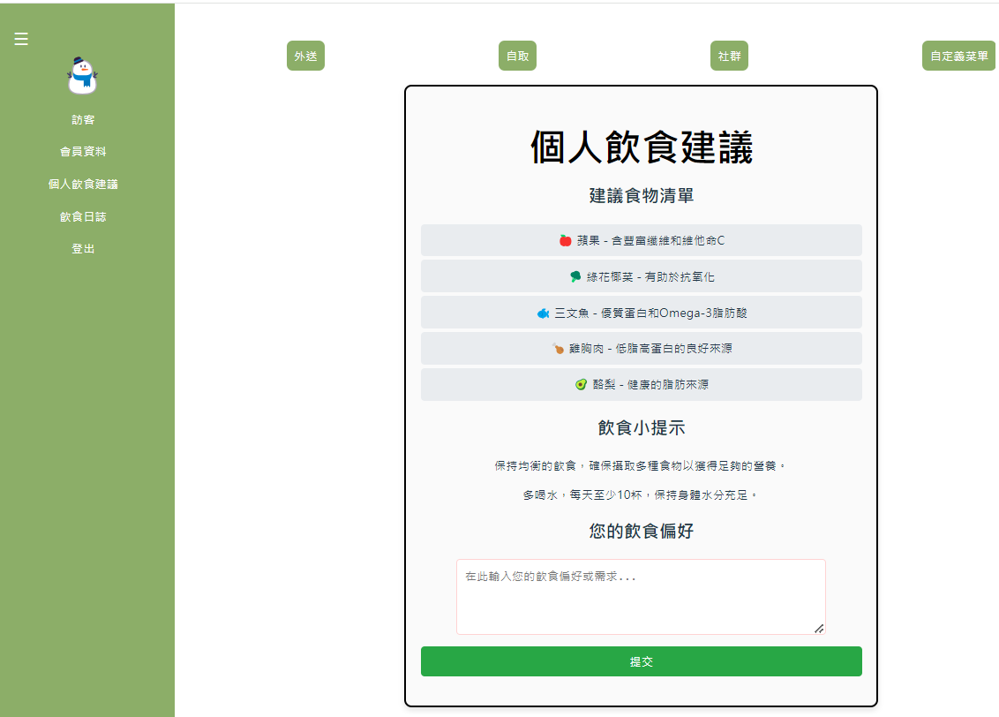 外送
自取
社群
自定義菜單
訪客
會員資料
個人飲食建議
飲食日誌
登出
個人飲食建議
建議食物清單
蘋果 - 含豐富纖維和維他命C
綠花椰菜 - 有助於抗氧化
三文魚 - 優質蛋白和Omega-3脂肪酸
雞胸肉 - 低脂高蛋白的良好來源
酪梨 - 健康的脂肪來源
飲食小提示
保持均衡的飲食，確保攝取多種食物以獲得足夠的營養。
多喝水，每天至少10杯，保持身體水分充足。
您的飲食偏好
在此輸入您的飲食偏好或需求...
提交